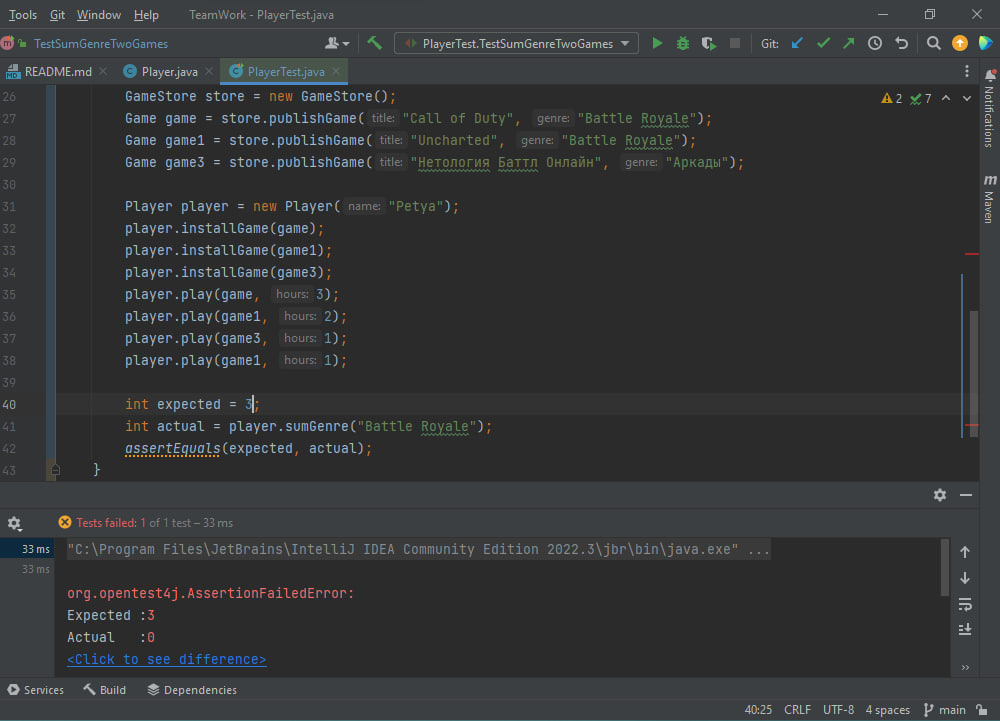 Tools Git Window Help TeamWork - PlayerTest.java
TestSumGenreTwoGames PlayerTest.TestSumGenreTwoGames Git:
README.md Player.java PlayerTest.java
26 GameStore store = new GameStore(); 2 7
27 Game game = store.publishGame( title: "Call of Duty", genre: "Battle Royale");
28 Game game1 = store.publishGame( title: "Uncharted", genre: "Battle Royale");
29 Game game3 = store.publishGame( title: "Нетология Баттл Онлайн", genre: "Аркады");
30
31 Player player = new Player( name: "Petya");
32 player.installGame(game);
33 player.installGame(game1);
34 player.installGame(game3);
35 player.play(game, hours: 3);
36 player.play(game1, hours: 2);
37 player.play(game3, hours: 1);
38 player.play(game1, hours: 1);
39
40 int expected = 3;
41 int actual = player.sumGenre("Battle Royale");
42 assertEquals(expected, actual);
43 }
Notifications
m Maven
Tests failed: 1 of 1 test – 33 ms
33 ms "C:\Program Files\JetBrains\IntelliJ IDEA Community Edition 2022.3\jbr\bin\java.exe" ...
33 ms
org.opentest4j.AssertionFailedError:
Expected :3
Actual :0
<Click to see difference>
Services Build Dependencies
40:25 CRLF UTF-8 4 spaces main